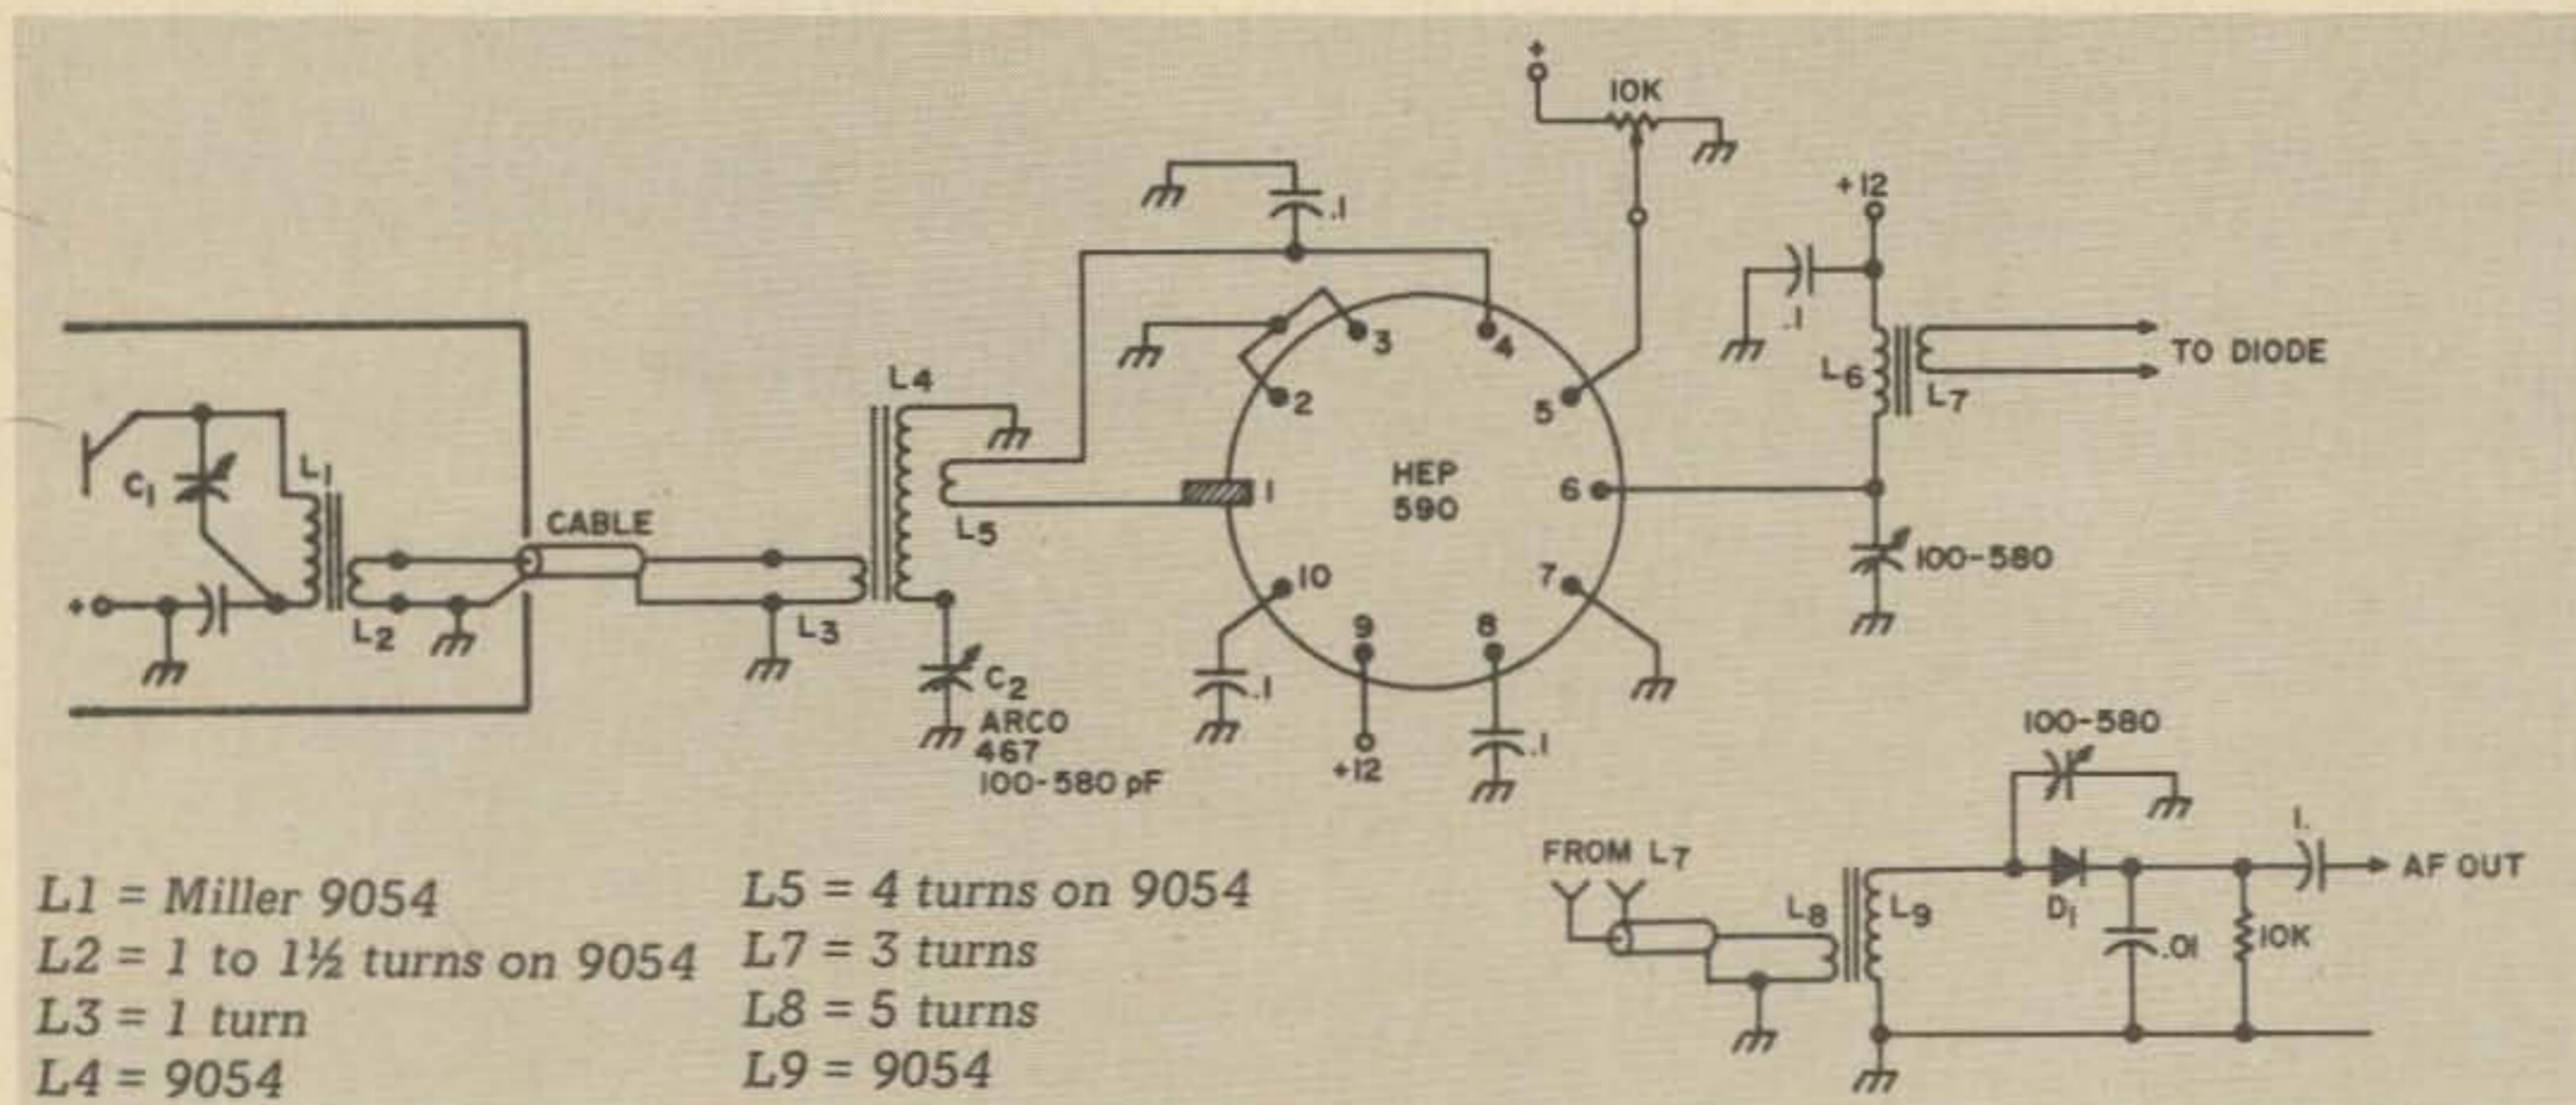 +
10K
+12
.1
.1
L4
3
4
2
5
L6
L7
TO DIODE
C1
L1
HEP
590
1
6
L5
CABLE
100-580
10
7
+
L2
L3
9
8
C2
ARCO
467
100-580 pF
.1
+12
.1
100-580
1.
FROM L7
AF OUT
L8
L9
D1
.01
10K
L1 = Miller 9054
L2 = 1 to 1½ turns on 9054
L3 = 1 turn
L4 = 9054
L5 = 4 turns on 9054
L7 = 3 turns
L8 = 5 turns
L9 = 9054